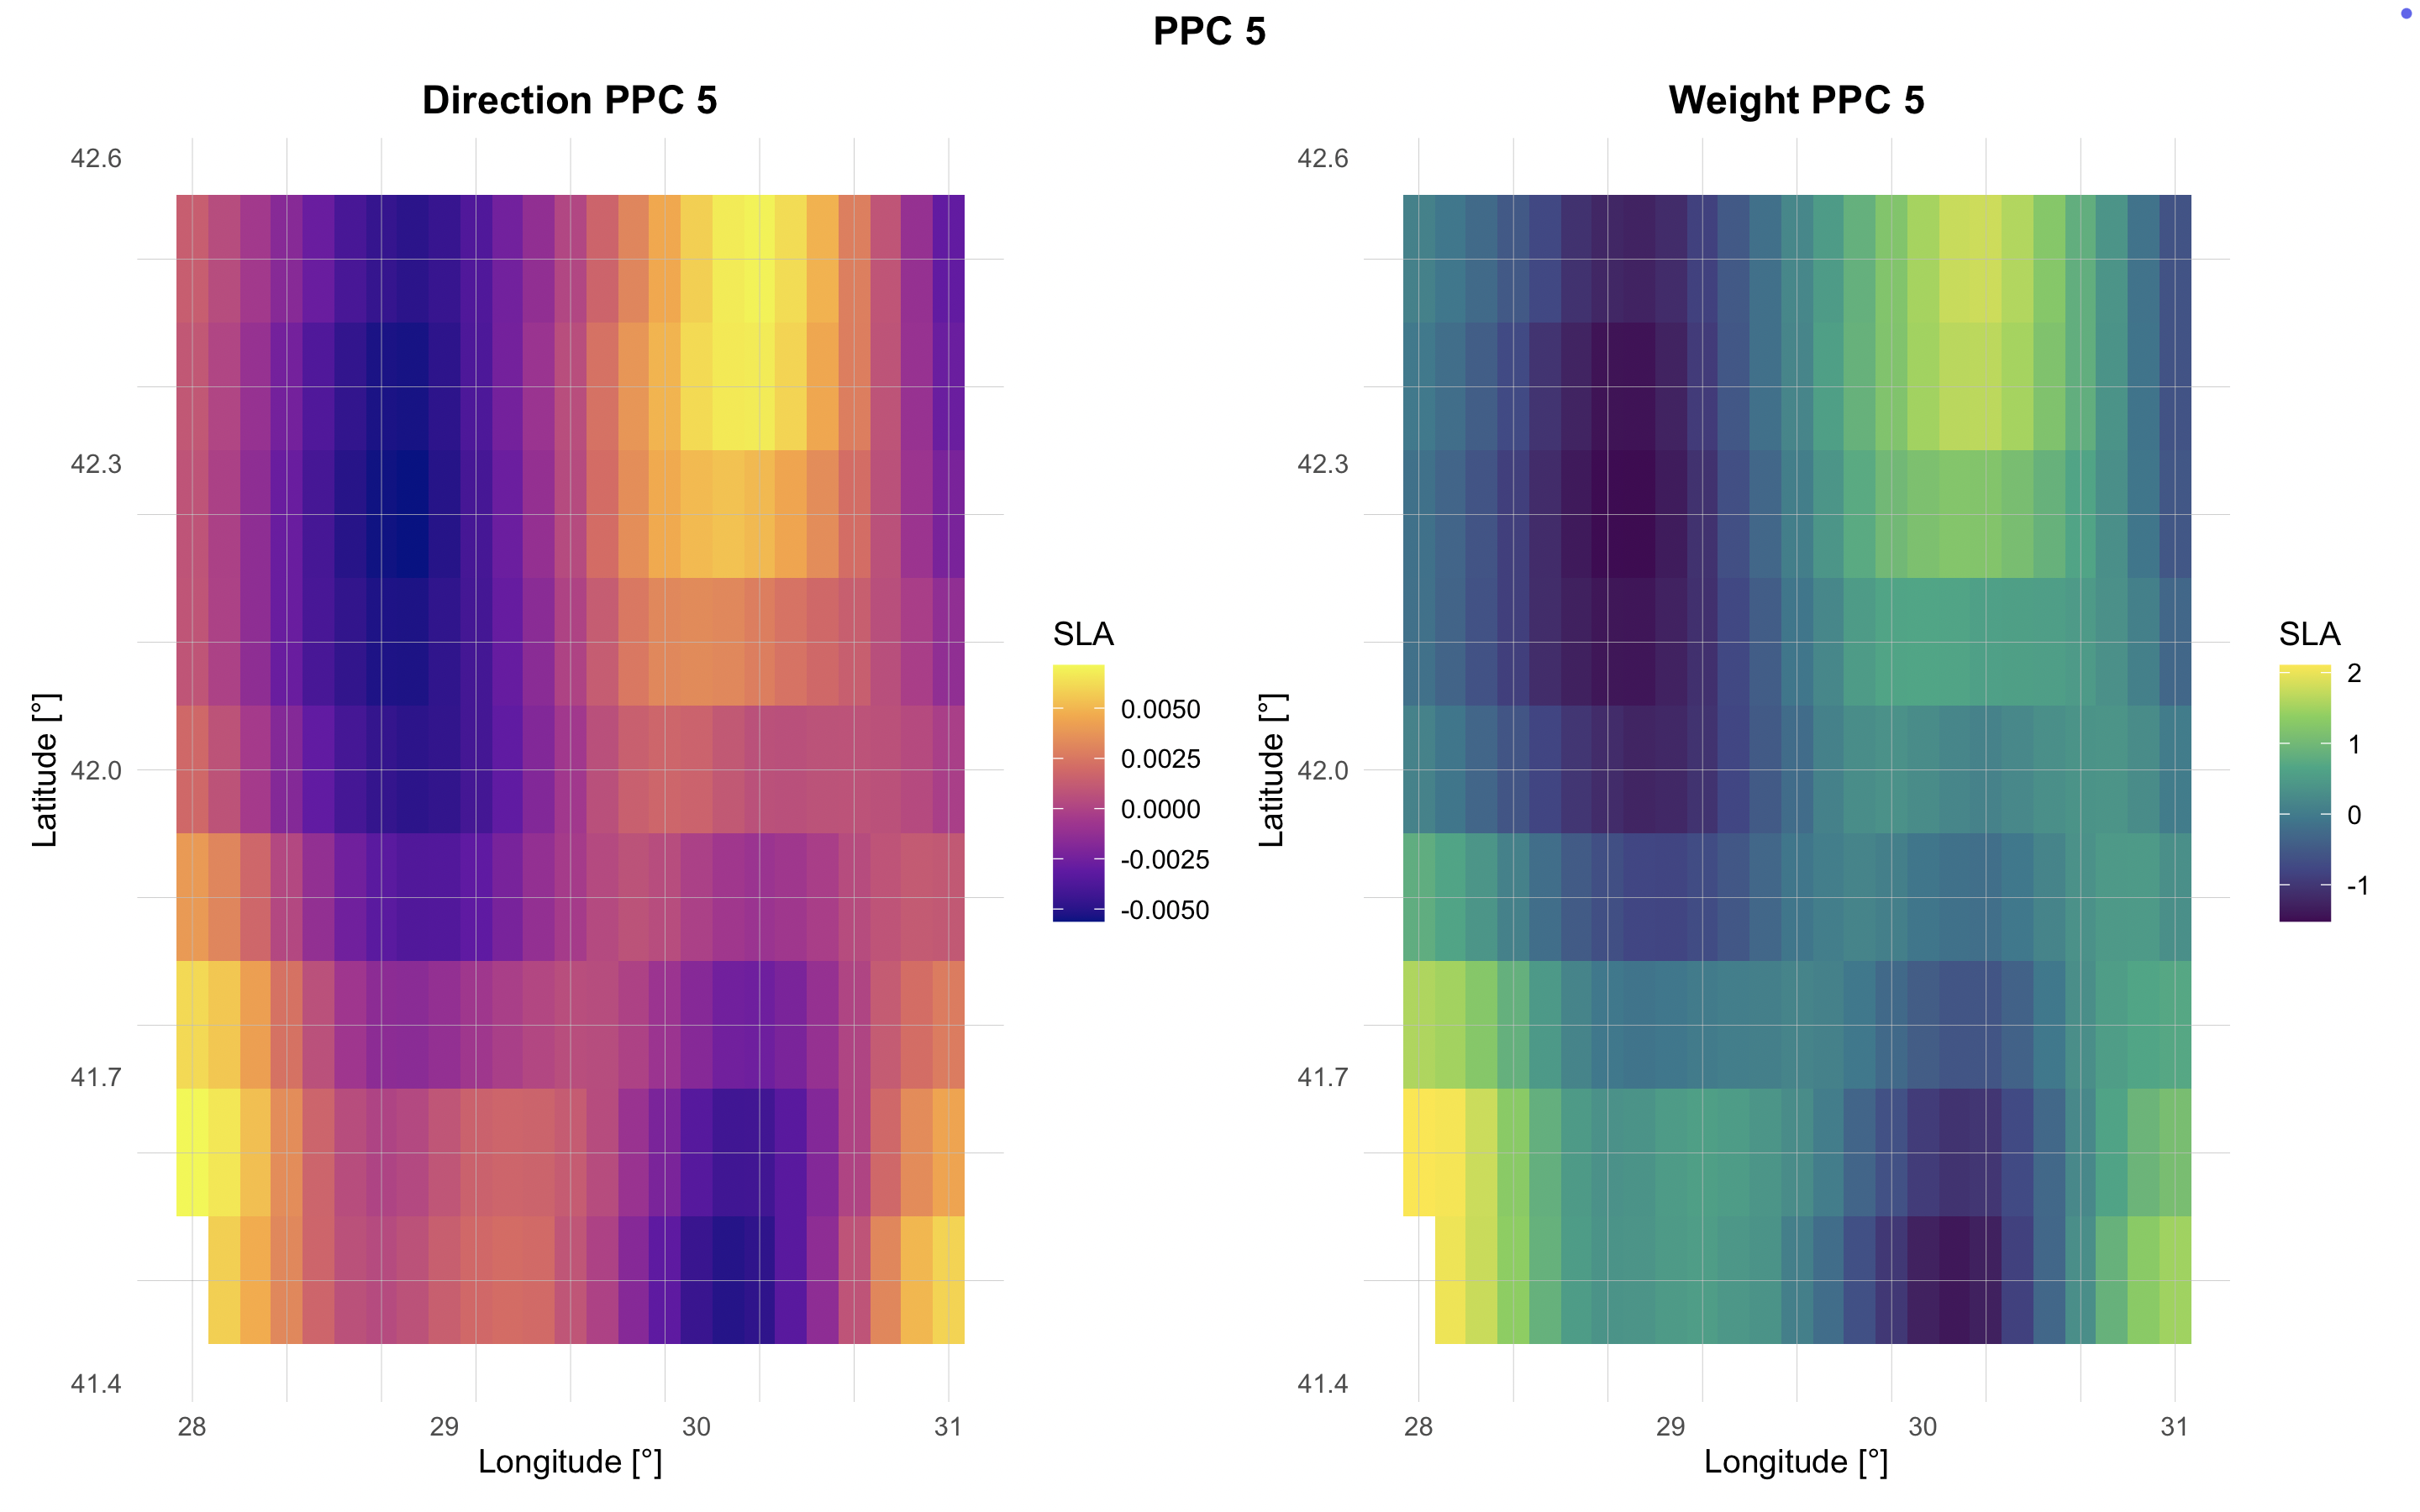 PPC 5
Direction PPC 5
42.6
42.3
42.0
41.7
41.4
Latitude [°]
28 29 30 31
Longitude [°]
SLA
0.0050
0.0025
0.0000
-0.0025
-0.0050
Weight PPC 5
42.6
42.3
42.0
41.7
41.4
Latitude [°]
28 29 30 31
Longitude [°]
SLA
2
1
0
-1